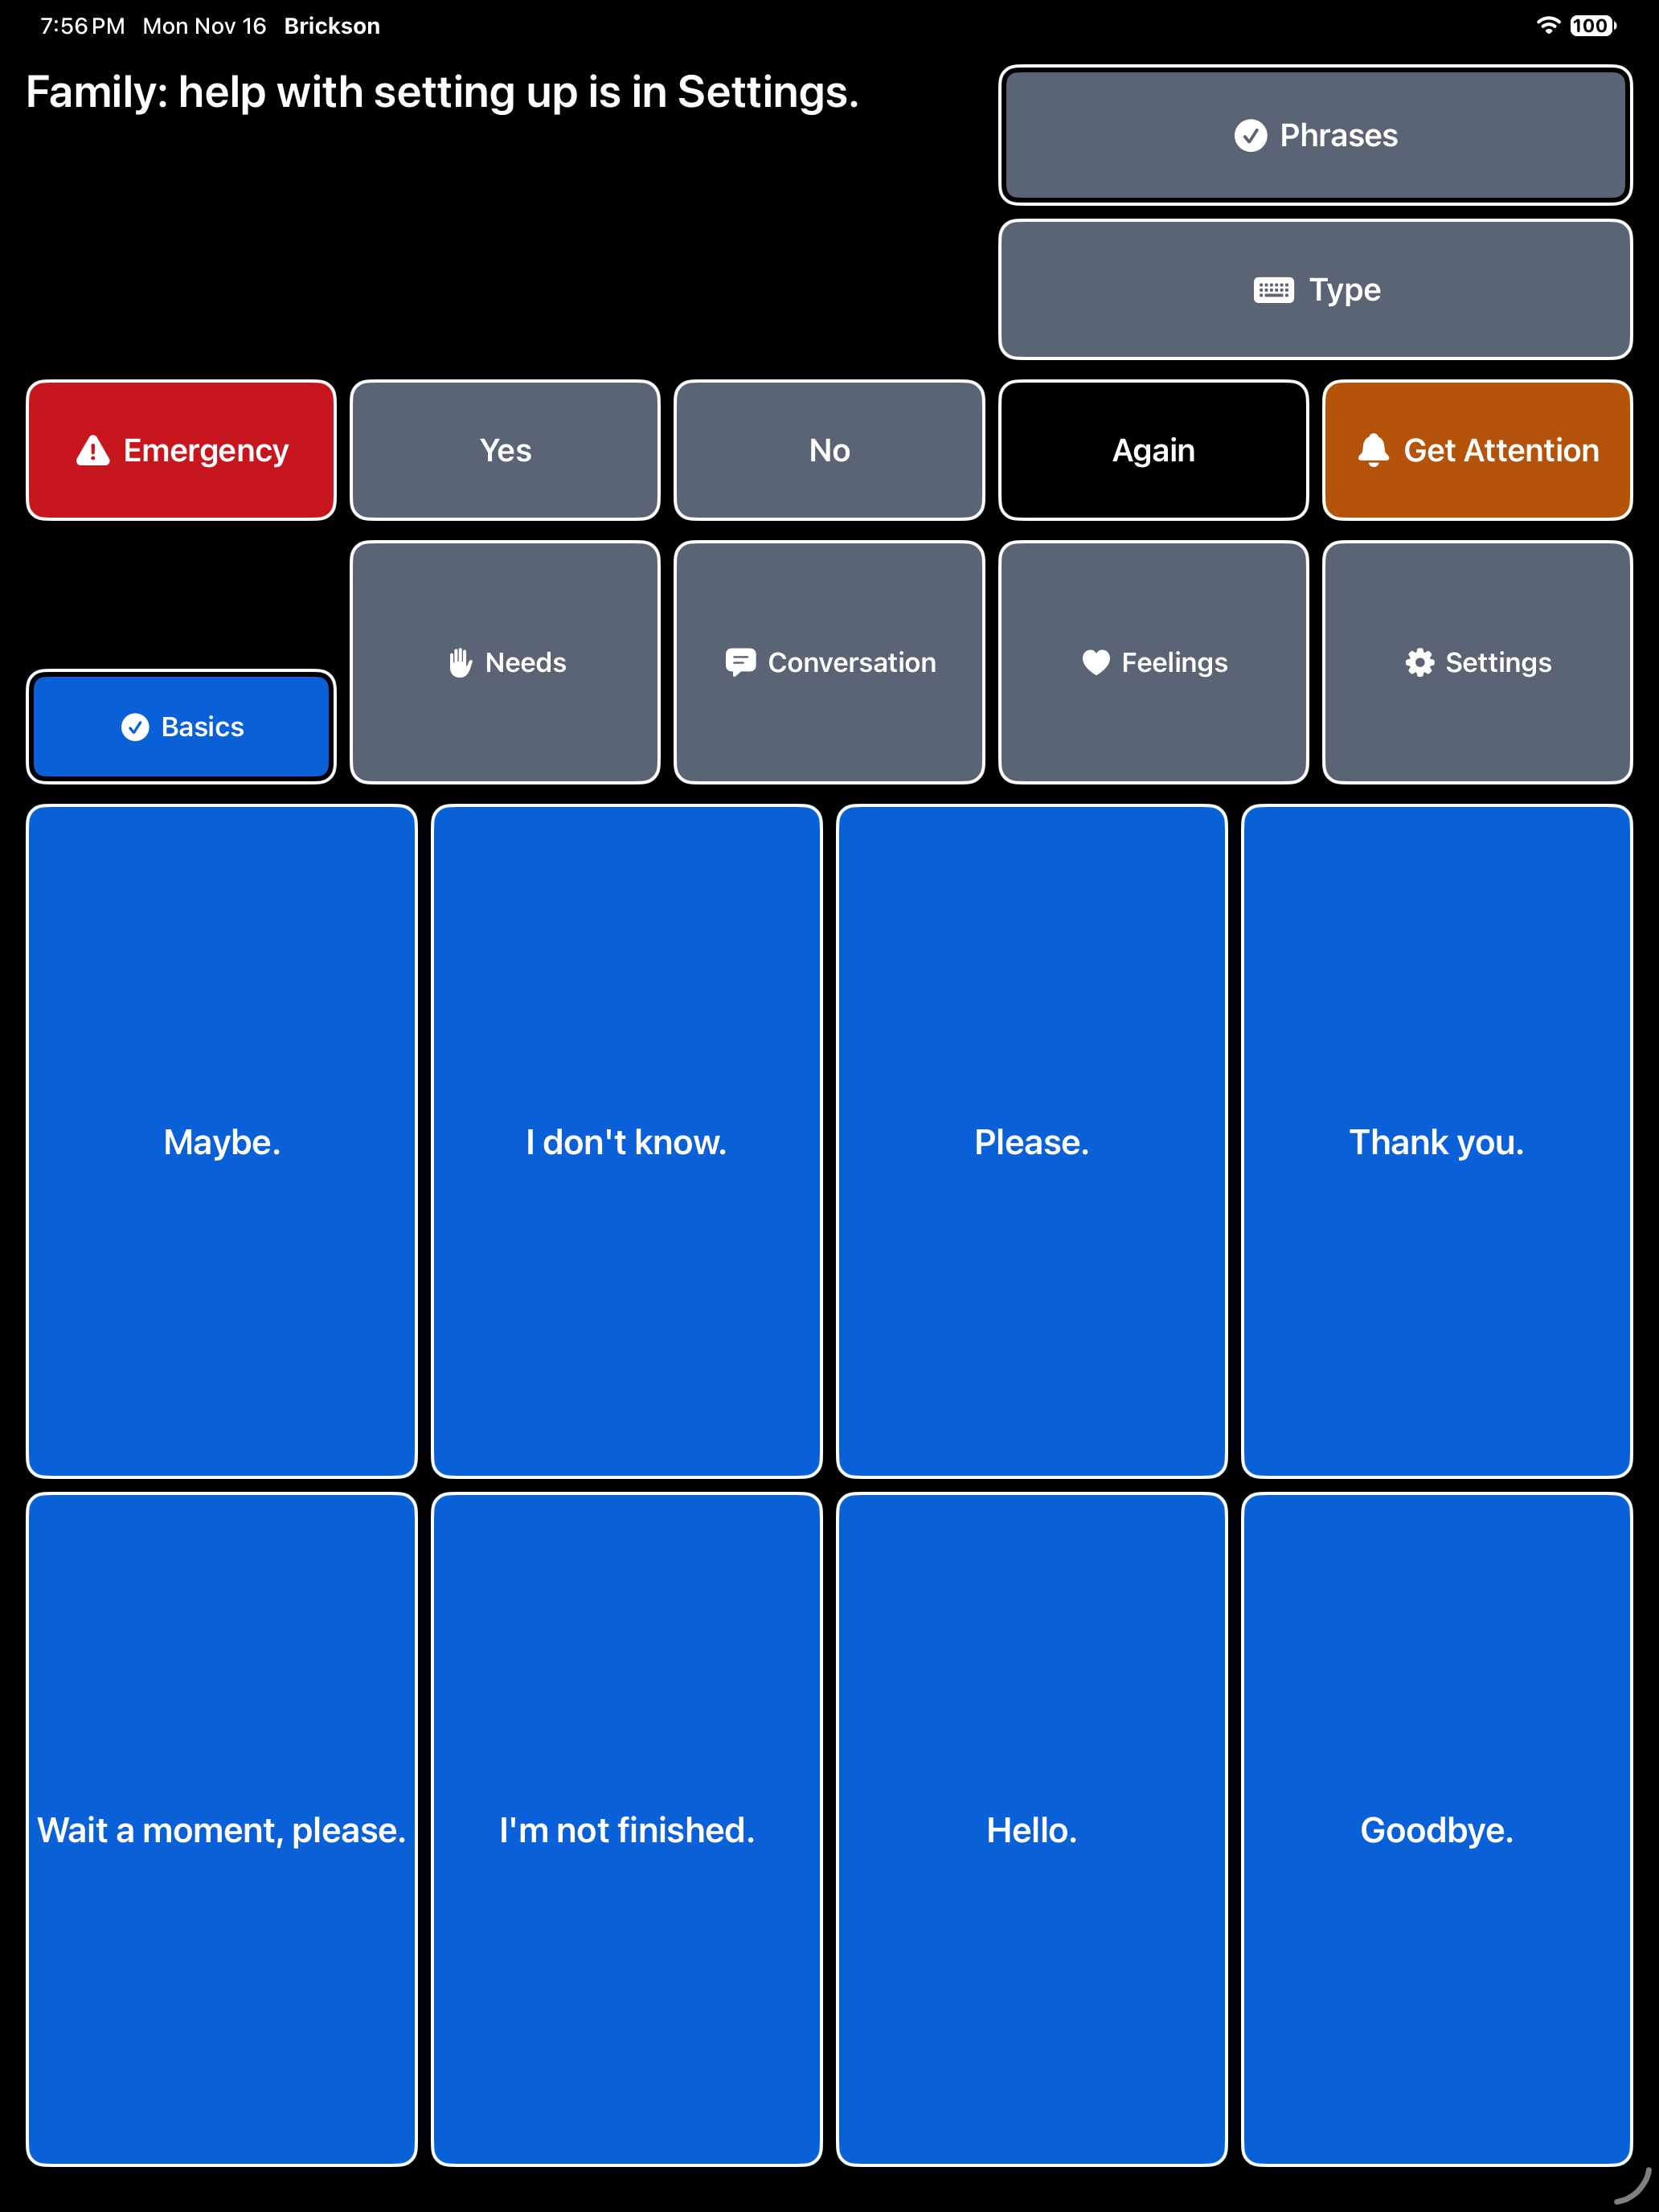 7:56 PM Mon Nov 16 Brickson 100
Family: help with setting up is in Settings.
Phrases
Type
Emergency
Yes
No
Again
Get Attention
Basics
Needs
Conversation
Feelings
Settings
Maybe.
I don't know.
Please.
Thank you.
Wait a moment, please.
I'm not finished.
Hello.
Goodbye.